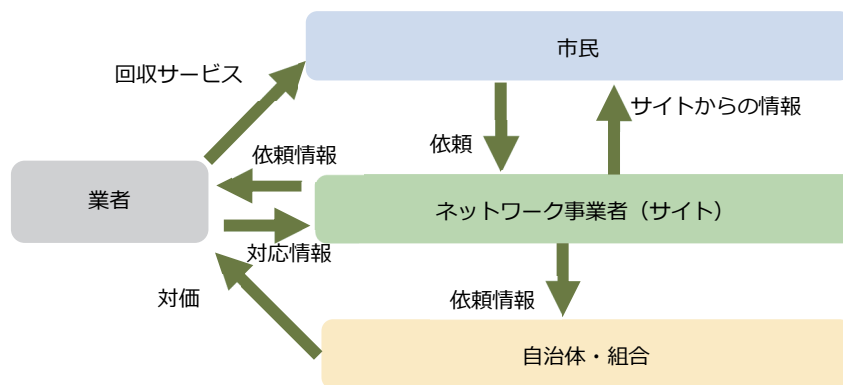 市民
回収サービス
サイトからの情報
依頼
依頼情報
業者
ネットワーク事業者（サイト）
対応情報
対価
依頼情報
自治体・組合